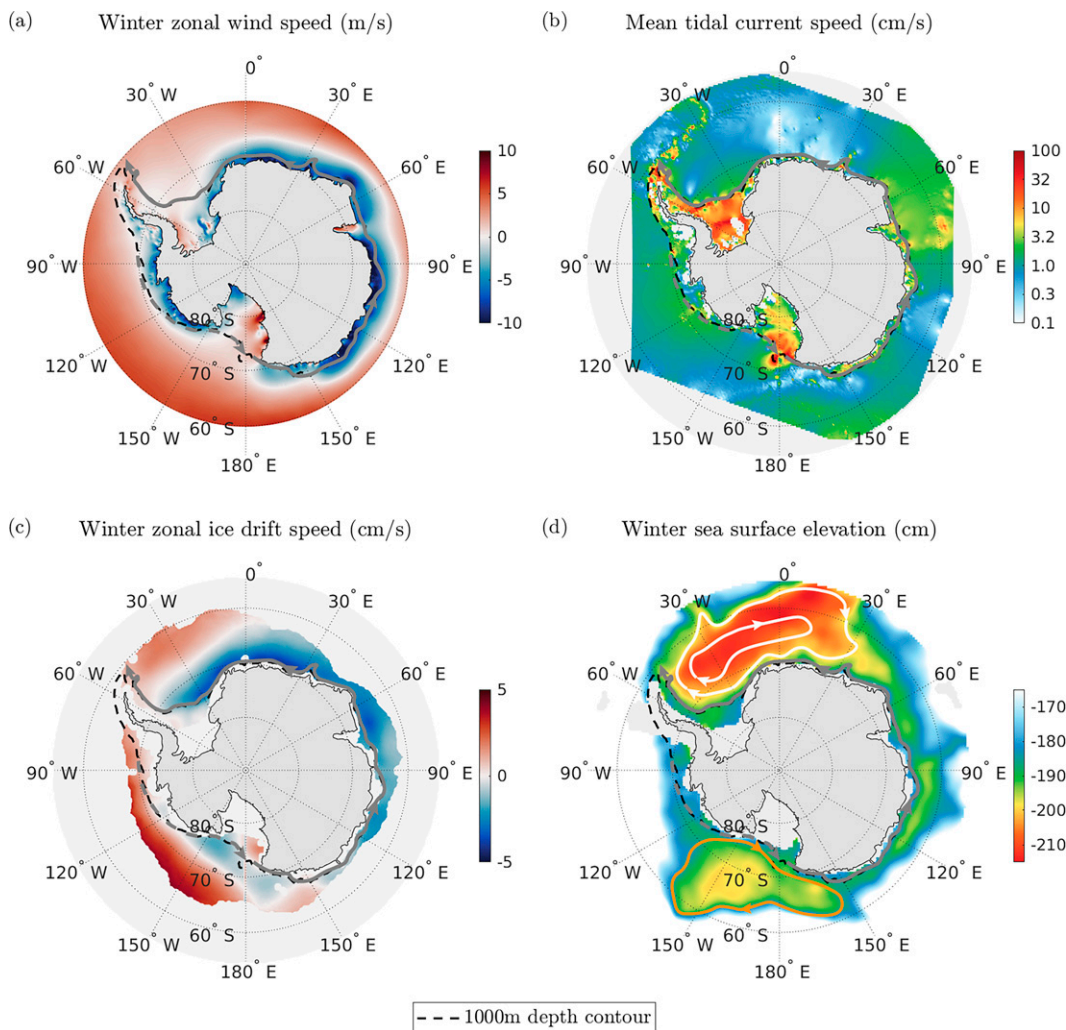 (a) Winter zonal wind speed (m/s)
0°
30° W 30° E
60° W 60° E
90° W 90° E
120° W 120° E
150° W 150° E
180° E
80° S
70° S
60° S
10
5
0
-5
-10
(b) Mean tidal current speed (cm/s)
0°
30° W 30° E
60° W 60° E
90° W 90° E
120° W 120° E
150° W 150° E
180° E
80° S
70° S
60° S
100
32
10
3.2
1.0
0.3
0.1
(c) Winter zonal ice drift speed (cm/s)
0°
30° W 30° E
60° W 60° E
90° W 90° E
120° W 120° E
150° W 150° E
180° E
80° S
70° S
60° S
5
0
-5
(d) Winter sea surface elevation (cm)
0°
30° W 30° E
60° W 60° E
90° W 90° E
120° W 120° E
150° W 150° E
180° E
80° S
70° S
60° S
-170
-180
-190
-200
-210
1000m depth contour